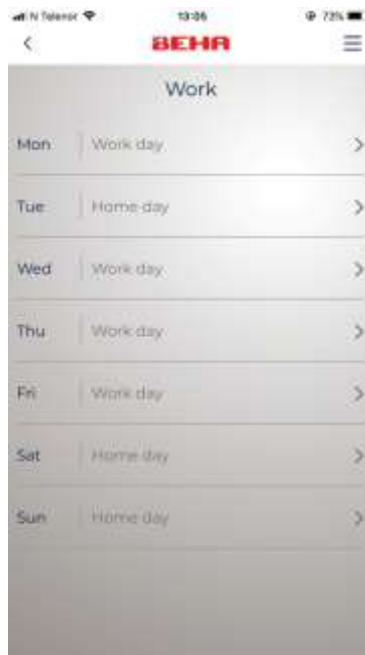 N Telenor 13:05 73%
BEHA
Work
Mon Work day
Tue Home day
Wed Work day
Thu Work day
Fri Work day
Sat Home day
Sun Home day